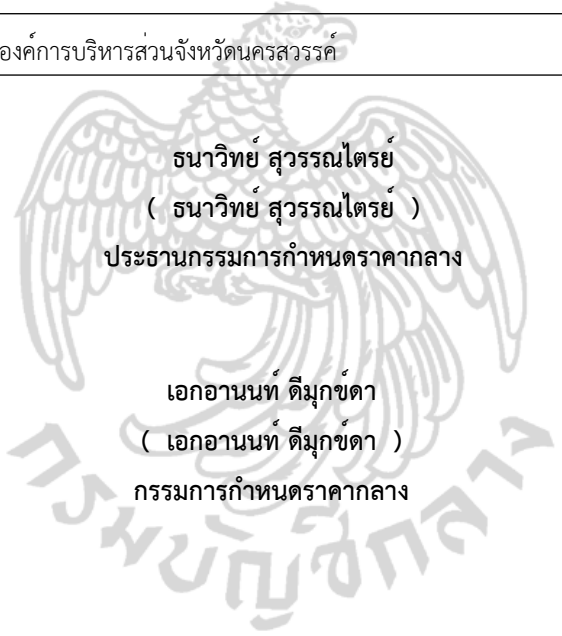 องค์การบริหารส่วนจังหวัดนครสวรรค์
ธนาวิทย์ สุวรรณไตรย์
( ธนาวิทย์ สุวรรณไตรย์ )
ประธานกรรมการกำหนดราคากลาง
เอกอานนท์ ดีมุกข์ดา
( เอกอานนท์ ดีมุกข์ดา )
กรรมการกำหนดราคากลาง
กรมบัญชีกลาง